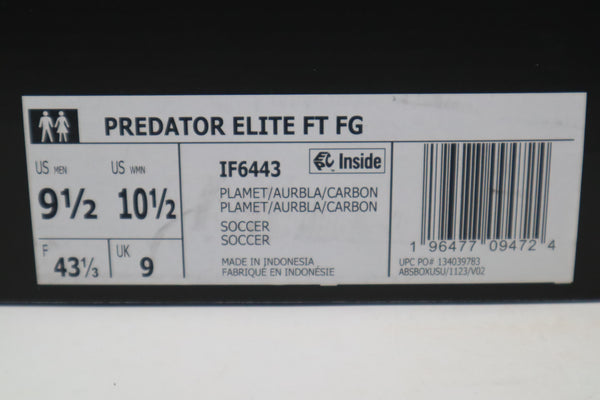 PREDATOR ELITE FT FG
US MEN
9½
US WMN
10½
F
43⅓
UK
9
IF6443
Inside
PLAMET/AURBLA/CARBON
PLAMET/AURBLA/CARBON
SOCCER
SOCCER
MADE IN INDONESIA
FABRIQUÉ EN INDONÉSIE
1 96477 09472 4
UPC PO# 134039783
ABSBOXUSU/1123/V02